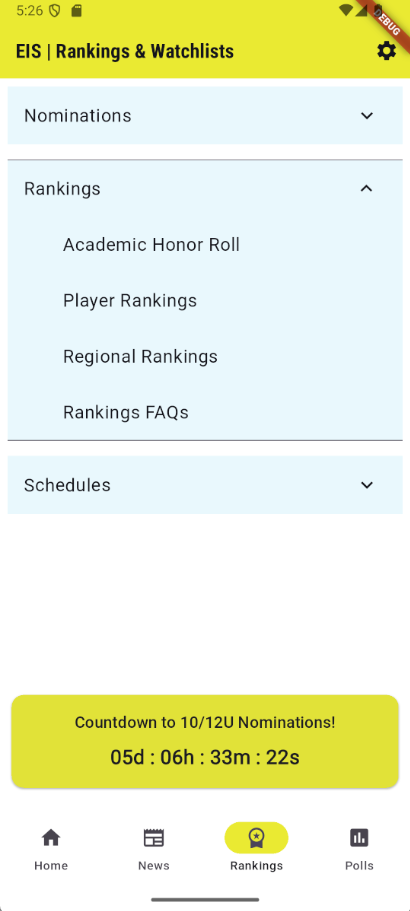 5:26
DEBUG
EIS | Rankings & Watchlists
Nominations
Rankings
Academic Honor Roll
Player Rankings
Regional Rankings
Rankings FAQs
Schedules
Countdown to 10/12U Nominations!
05d : 06h : 33m : 22s
Home
News
Rankings
Polls